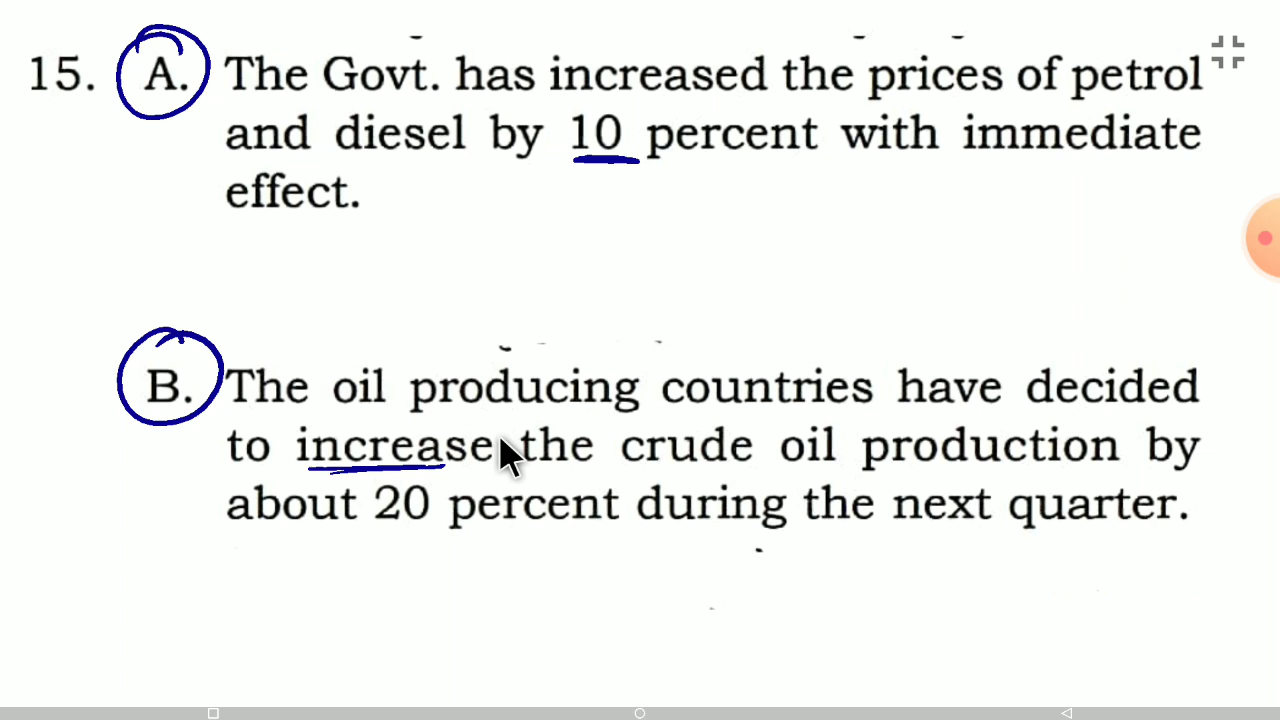 15. A. The Govt. has increased the prices of petrol
and diesel by 10 percent with immediate
effect.
B. The oil producing countries have decided
to increase the crude oil production by
about 20 percent during the next quarter.